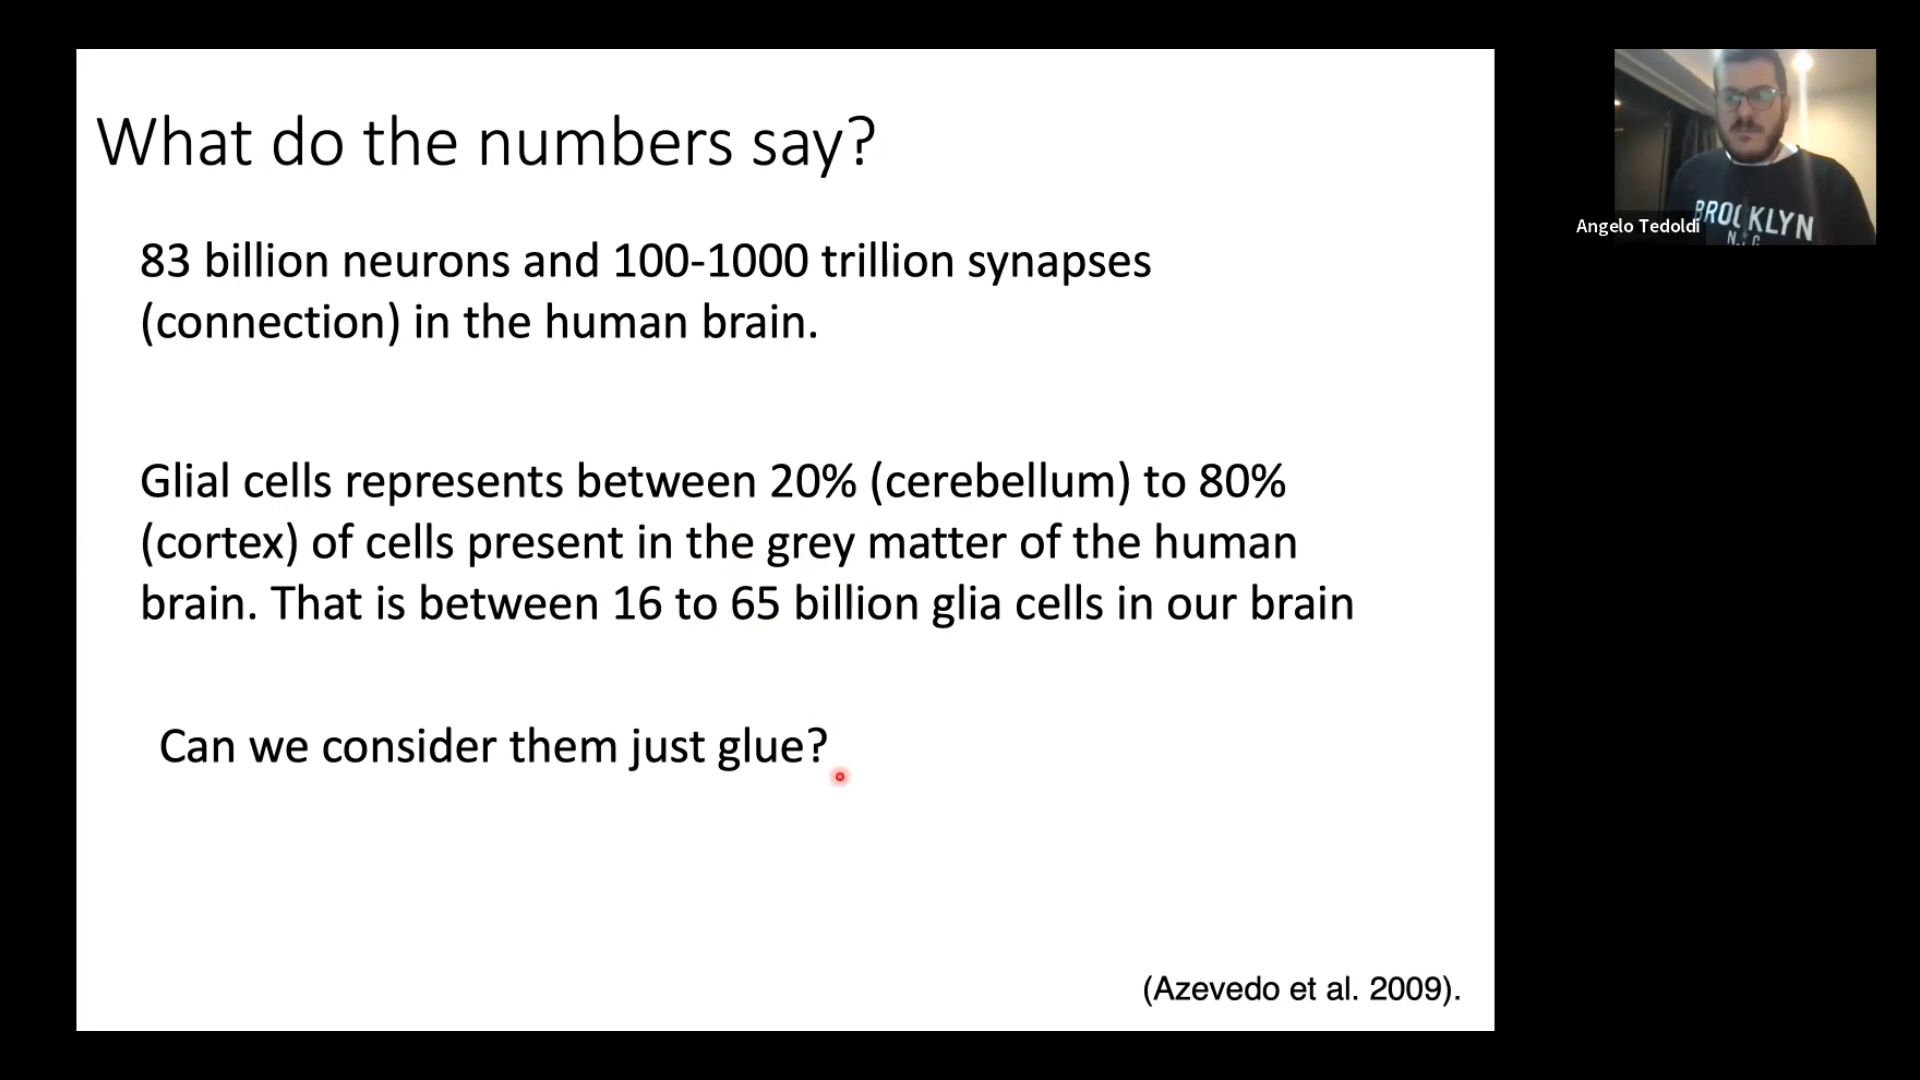 What do the numbers say?
83 billion neurons and 100-1000 trillion synapses
(connection) in the human brain.
Glial cells represents between 20% (cerebellum) to 80%
(cortex) of cells present in the grey matter of the human
brain. That is between 16 to 65 billion glia cells in our brain
Can we consider them just glue?
(Azevedo et al. 2009).
BROOKLYN
Angelo Tedoldi